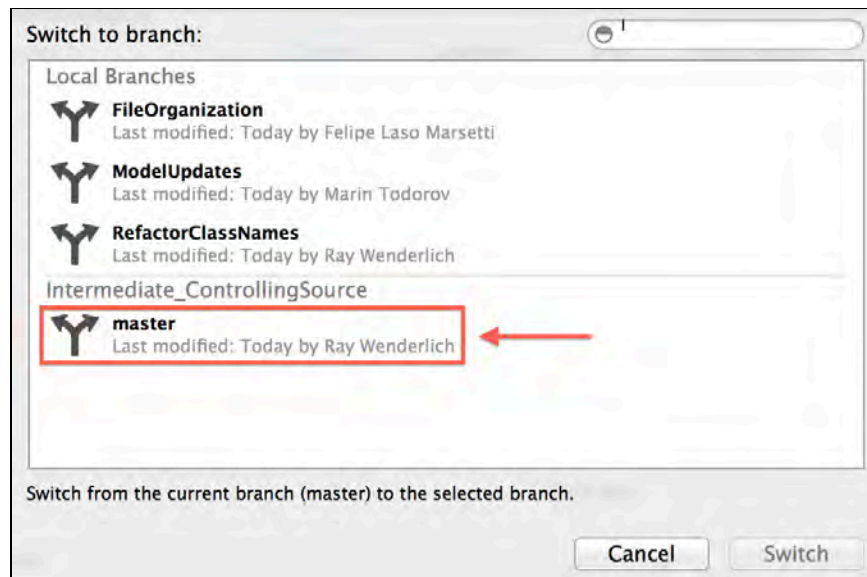 Switch to branch:
Local Branches
FileOrganization
Last modified: Today by Felipe Laso Marsetti
ModelUpdates
Last modified: Today by Marin Todorov
RefactorClassNames
Last modified: Today by Ray Wenderlich
Intermediate_ControllingSource
master
Last modified: Today by Ray Wenderlich
Switch from the current branch (master) to the selected branch.
Cancel
Switch